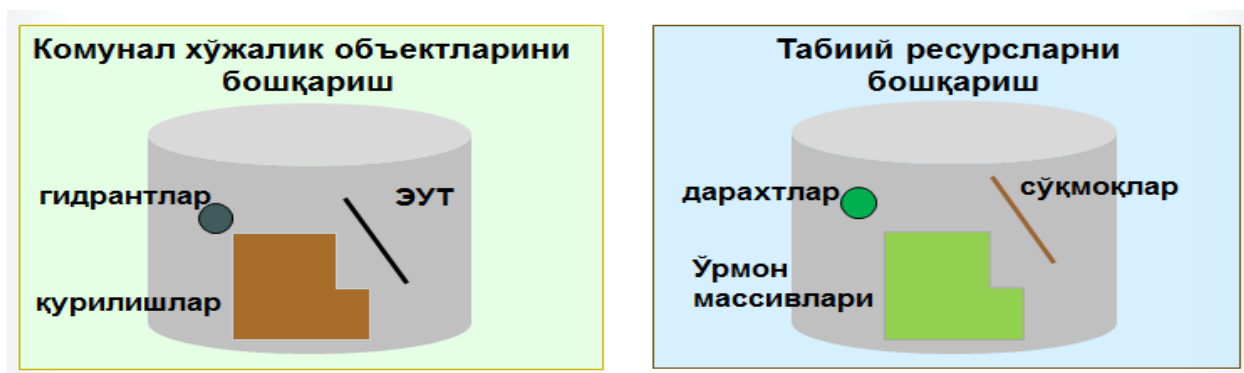 Комунал хўжалик объектларини
бошқариш
гидрантлар
ЭУТ
қурилишлар
Табиий ресурсларни
бошқариш
дарахтлар
сўқмоқлар
Ўрмон
массивлари